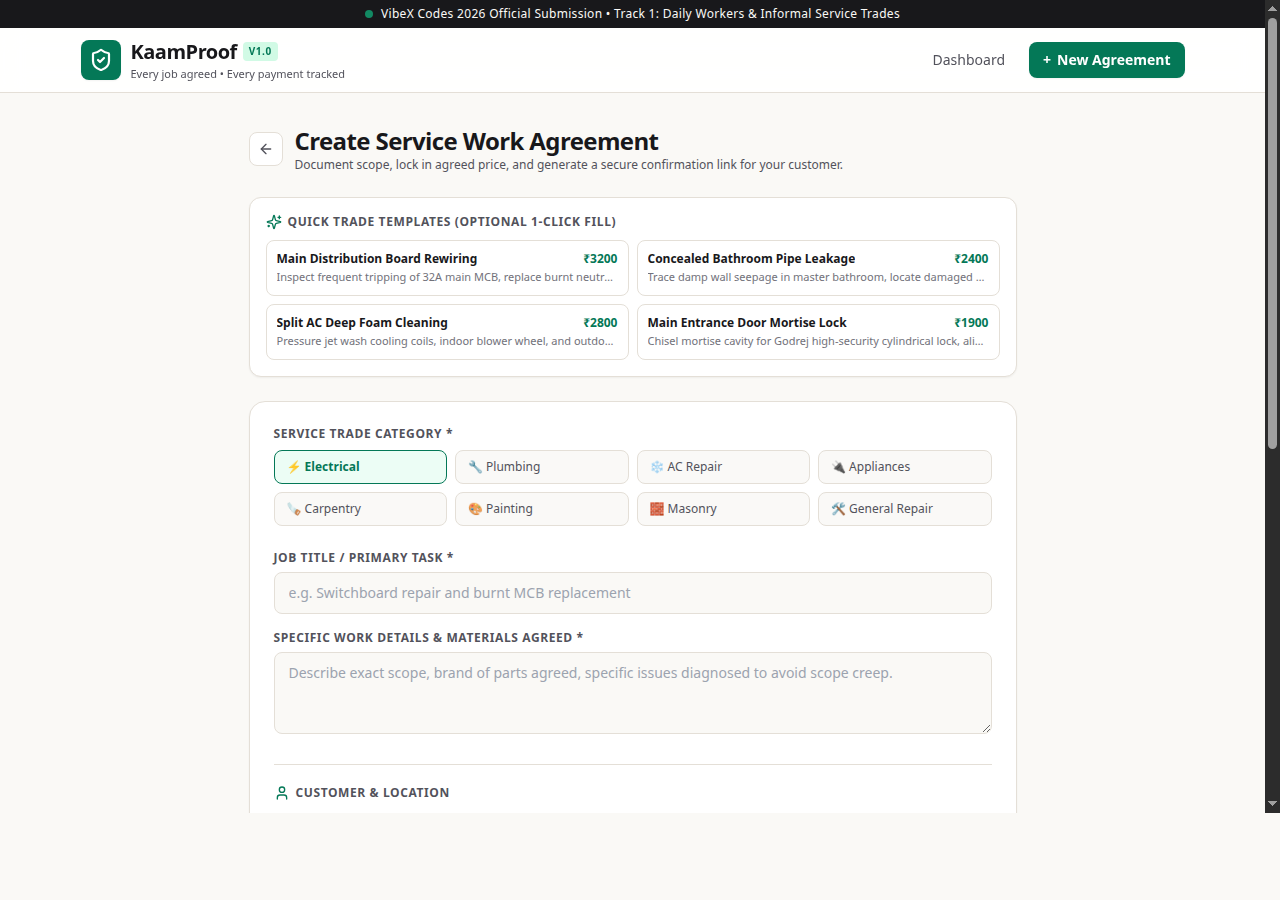 VibeX Codes 2026 Official Submission • Track 1: Daily Workers & Informal Service Trades
KaamProof V1.0
Every job agreed • Every payment tracked
Dashboard
+ New Agreement
Create Service Work Agreement
Document scope, lock in agreed price, and generate a secure confirmation link for your customer.
QUICK TRADE TEMPLATES (OPTIONAL 1-CLICK FILL)
Main Distribution Board Rewiring ₹3200
Inspect frequent tripping of 32A main MCB, replace burnt neutr...
Concealed Bathroom Pipe Leakage ₹2400
Trace damp wall seepage in master bathroom, locate damaged ...
Split AC Deep Foam Cleaning ₹2800
Pressure jet wash cooling coils, indoor blower wheel, and outdo...
Main Entrance Door Mortise Lock ₹1900
Chisel mortise cavity for Godrej high-security cylindrical lock, ali...
SERVICE TRADE CATEGORY *
⚡ Electrical
🔧 Plumbing
❄️ AC Repair
🔌 Appliances
🪚 Carpentry
🎨 Painting
🧱 Masonry
🛠️ General Repair
JOB TITLE / PRIMARY TASK *
e.g. Switchboard repair and burnt MCB replacement
SPECIFIC WORK DETAILS & MATERIALS AGREED *
Describe exact scope, brand of parts agreed, specific issues diagnosed to avoid scope creep.
CUSTOMER & LOCATION